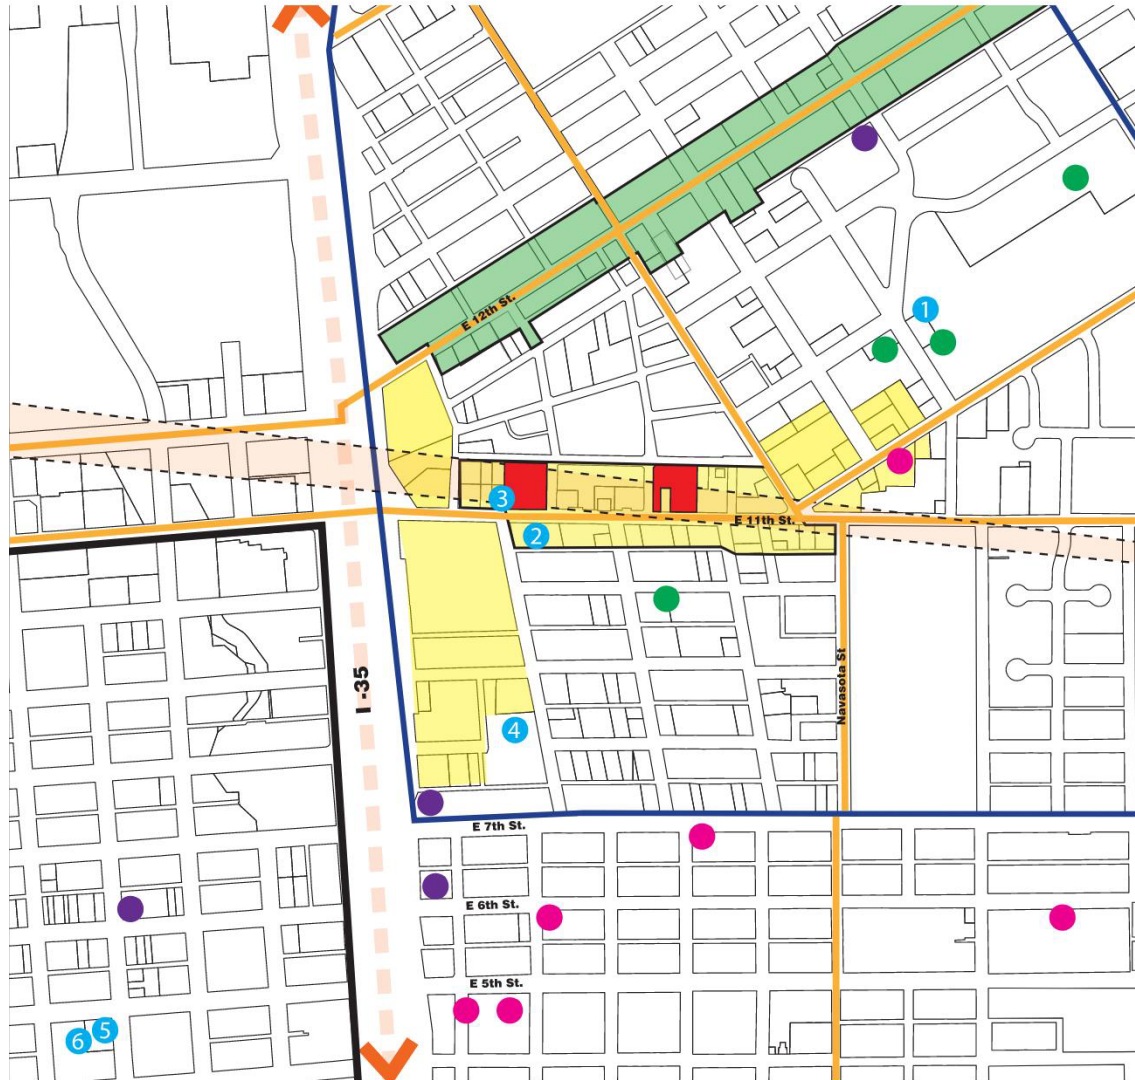 1
E 12th St.
3
E 11th St.
2
I-35
Navasota St
4
E 7th St.
E 6th St.
E 5th St.
5
6